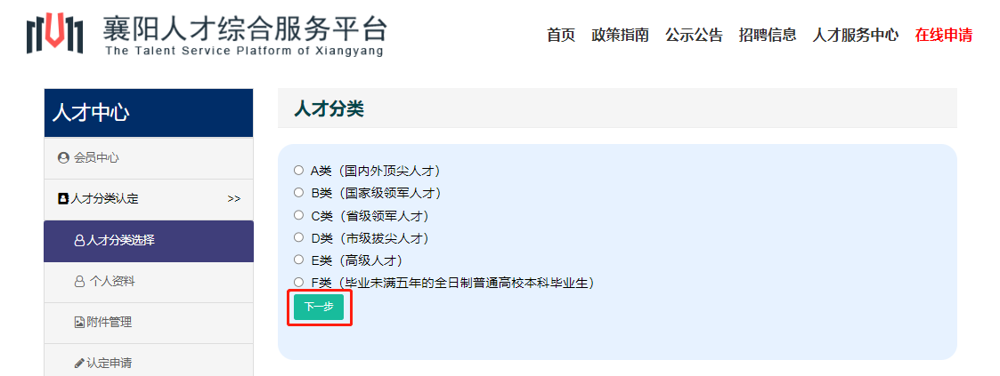 襄阳人才综合服务平台
The Talent Service Platform of Xiangyang
首页 政策指南 公示公告 招聘信息 人才服务中心 在线申请
人才中心
会员中心
人才分类认定 >>
人才分类选择
个人资料
附件管理
认定申请
人才分类
A类（国内外顶尖人才）
B类（国家级领军人才）
C类（省级领军人才）
D类（市级拔尖人才）
E类（高级人才）
F类（毕业未满五年的全日制普通高校本科毕业生）
下一步